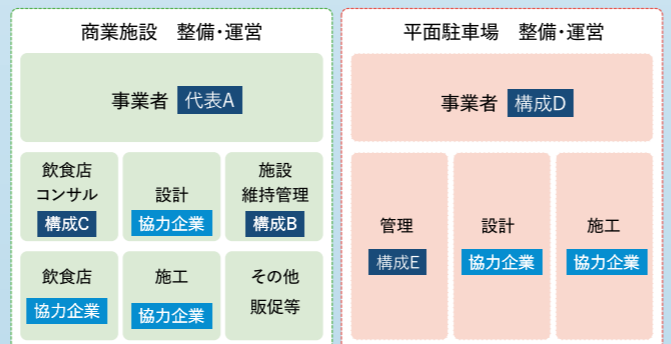 商業施設　整備・運営
事業者 代表A
飲食店
コンサル
構成C
設計
協力企業
施設
維持管理
構成B
飲食店
協力企業
施工
協力企業
その他
販促等
平面駐車場　整備・運営
事業者 構成D
管理
構成E
設計
協力企業
施工
協力企業